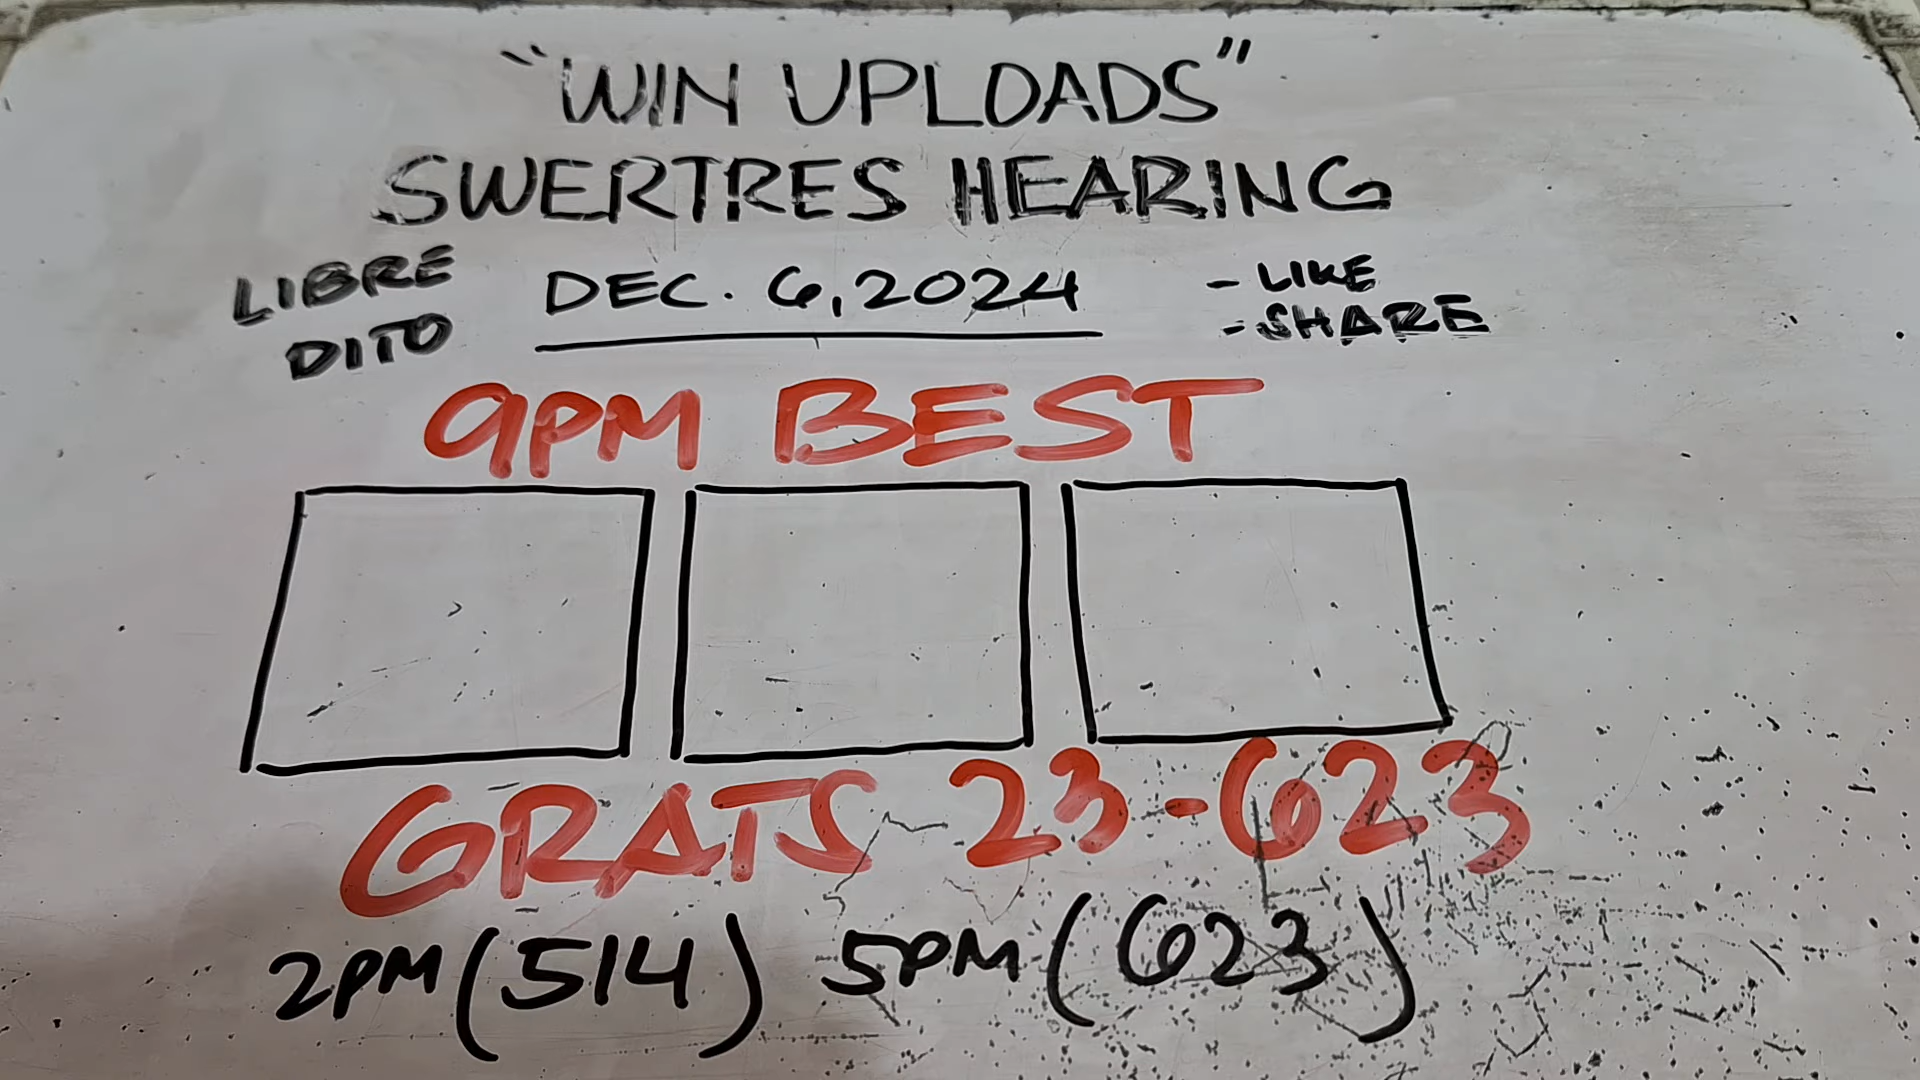 "WIN UPLOADS"
SWERTRES HEARING
LIBRE DITO
DEC. 6, 2024
- LIKE
- SHARE
9PM BEST
GRATS 23-623
2PM (514) 5PM (623)